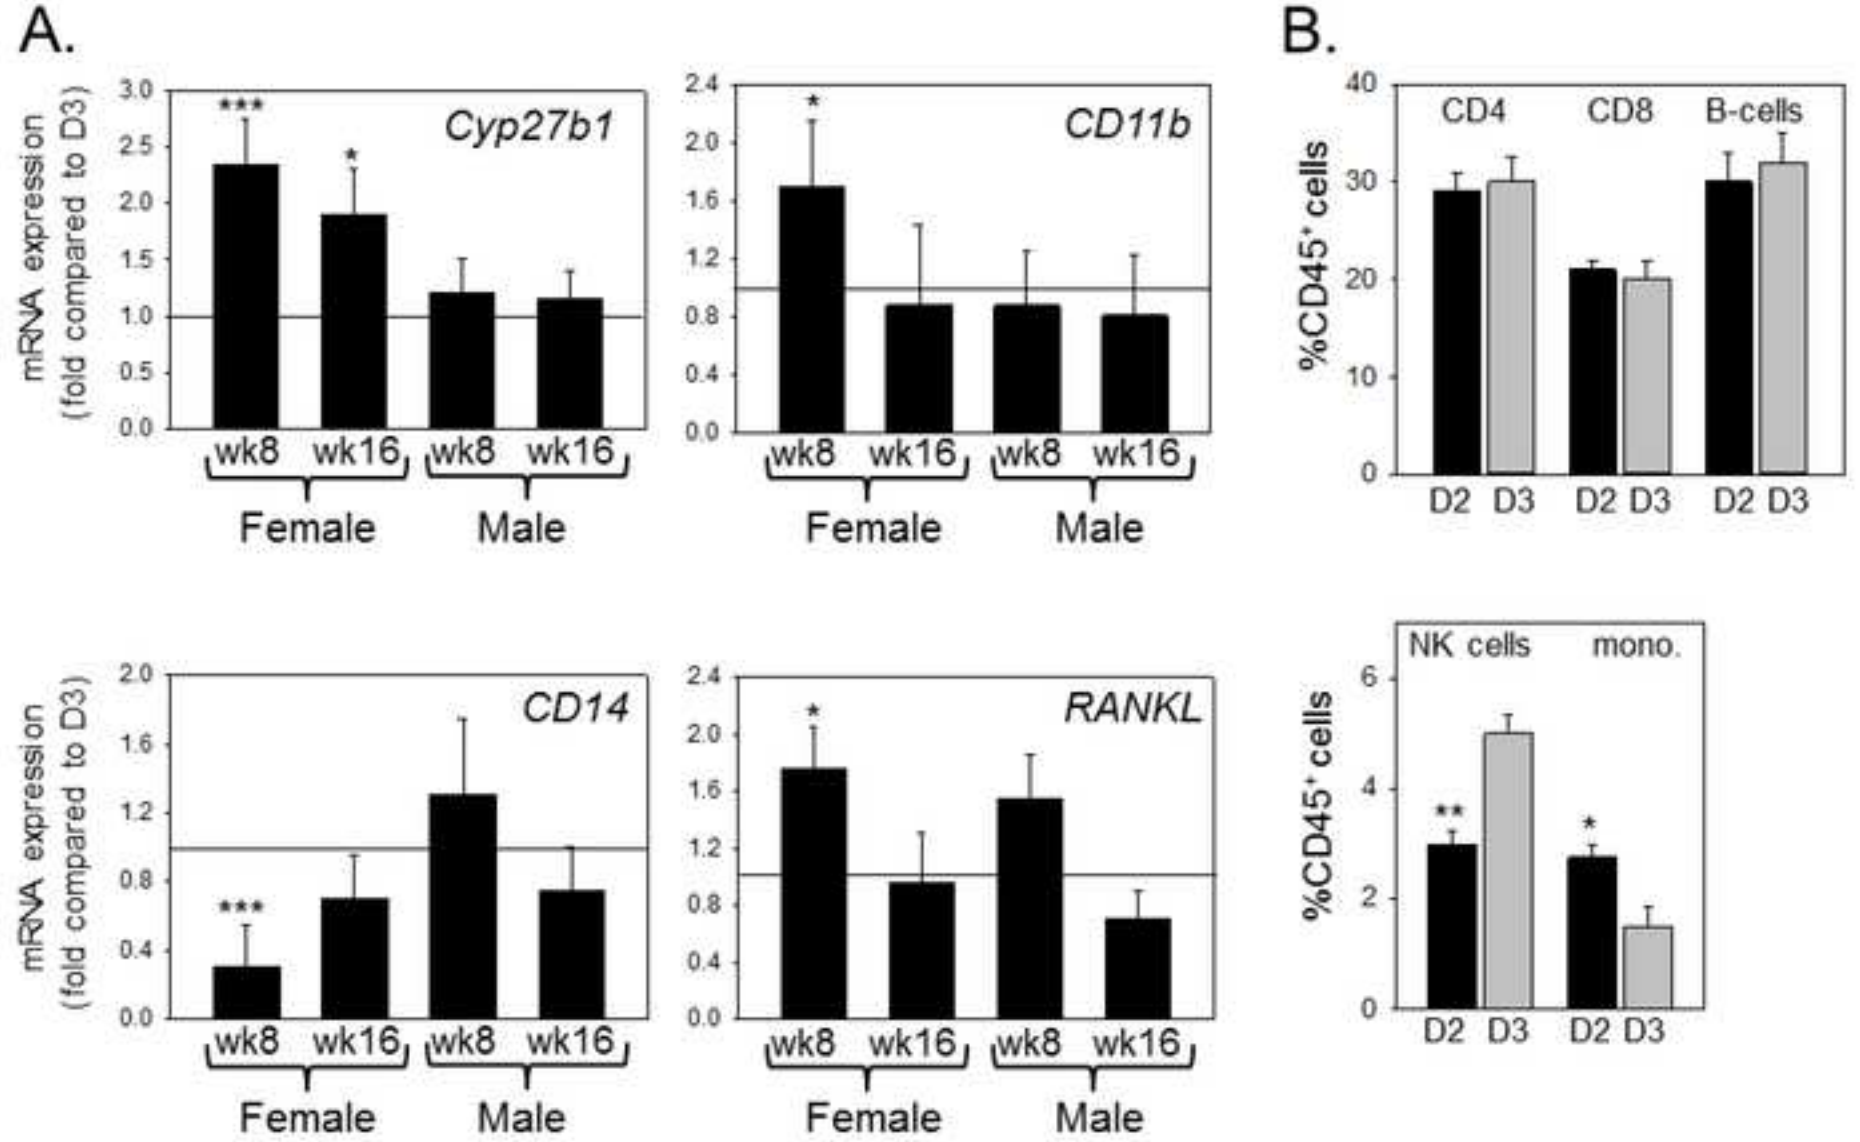 A.
B.
mRNA expression
(fold compared to D3)
3.0
2.5
2.0
1.5
1.0
0.5
0.0
***
*
Cyp27b1
wk8 wk16 wk8 wk16
Female Male
2.4
2.0
1.6
1.2
0.8
0.4
0.0
*
CD11b
wk8 wk16 wk8 wk16
Female Male
%CD45+ cells
40
30
20
10
0
CD4 CD8 B-cells
D2 D3 D2 D3 D2 D3
mRNA expression
(fold compared to D3)
2.0
1.6
1.2
0.8
0.4
0.0
***
CD14
wk8 wk16 wk8 wk16
Female Male
2.4
2.0
1.6
1.2
0.8
0.4
0.0
*
RANKL
wk8 wk16 wk8 wk16
Female Male
%CD45+ cells
6
4
2
0
NK cells mono.
**
*
D2 D3 D2 D3